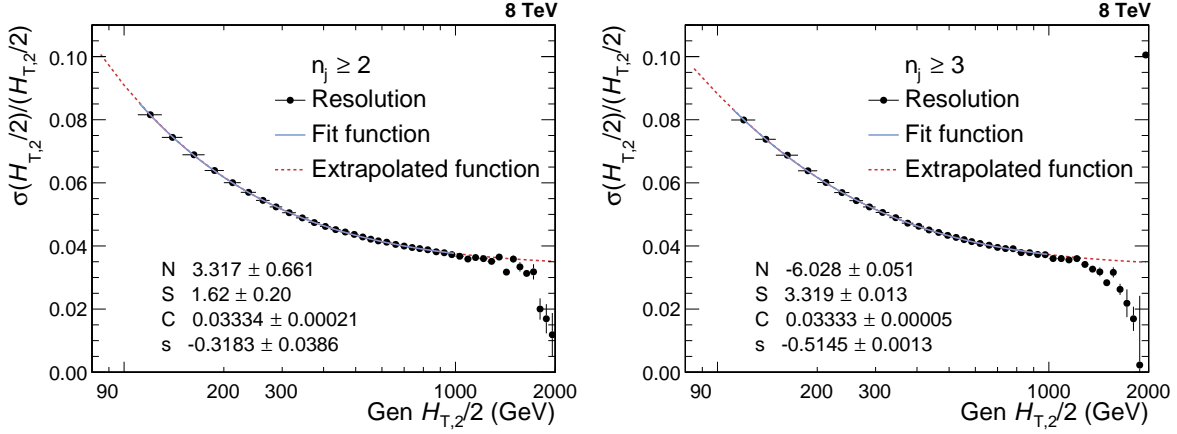 8 TeV
σ(H_T,2/2)/(H_T,2/2)
0.10
0.08
0.06
0.04
0.02
0.00
n_j ≥ 2
Resolution
Fit function
Extrapolated function
N 3.317 ± 0.661
S 1.62 ± 0.20
C 0.03334 ± 0.00021
s -0.3183 ± 0.0386
90 200 300 1000 2000
Gen H_T,2/2 (GeV)
8 TeV
σ(H_T,2/2)/(H_T,2/2)
0.10
0.08
0.06
0.04
0.02
0.00
n_j ≥ 3
Resolution
Fit function
Extrapolated function
N -6.028 ± 0.051
S 3.319 ± 0.013
C 0.03333 ± 0.00005
s -0.5145 ± 0.0013
90 200 300 1000 2000
Gen H_T,2/2 (GeV)